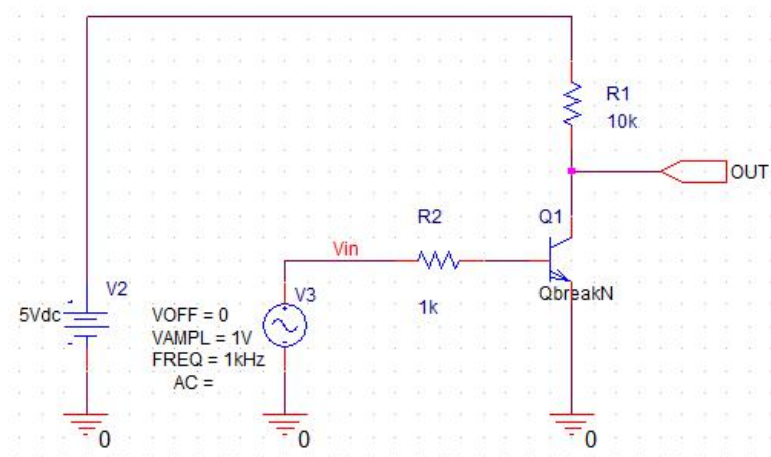 R1
10k
OUT
R2
Q1
Vin
QbreakN
V2
V3
1k
5Vdc
VOFF = 0
VAMPL = 1V
FREQ = 1kHz
AC =
0
0
0